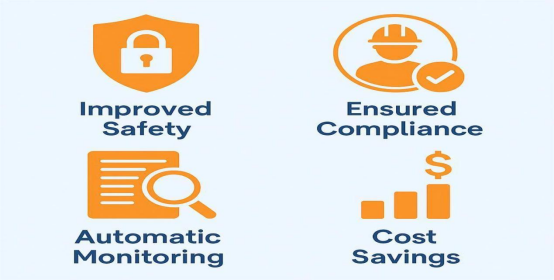 Improved
Safety
Ensured
Compliance
Automatic
Monitoring
$
Cost
Savings